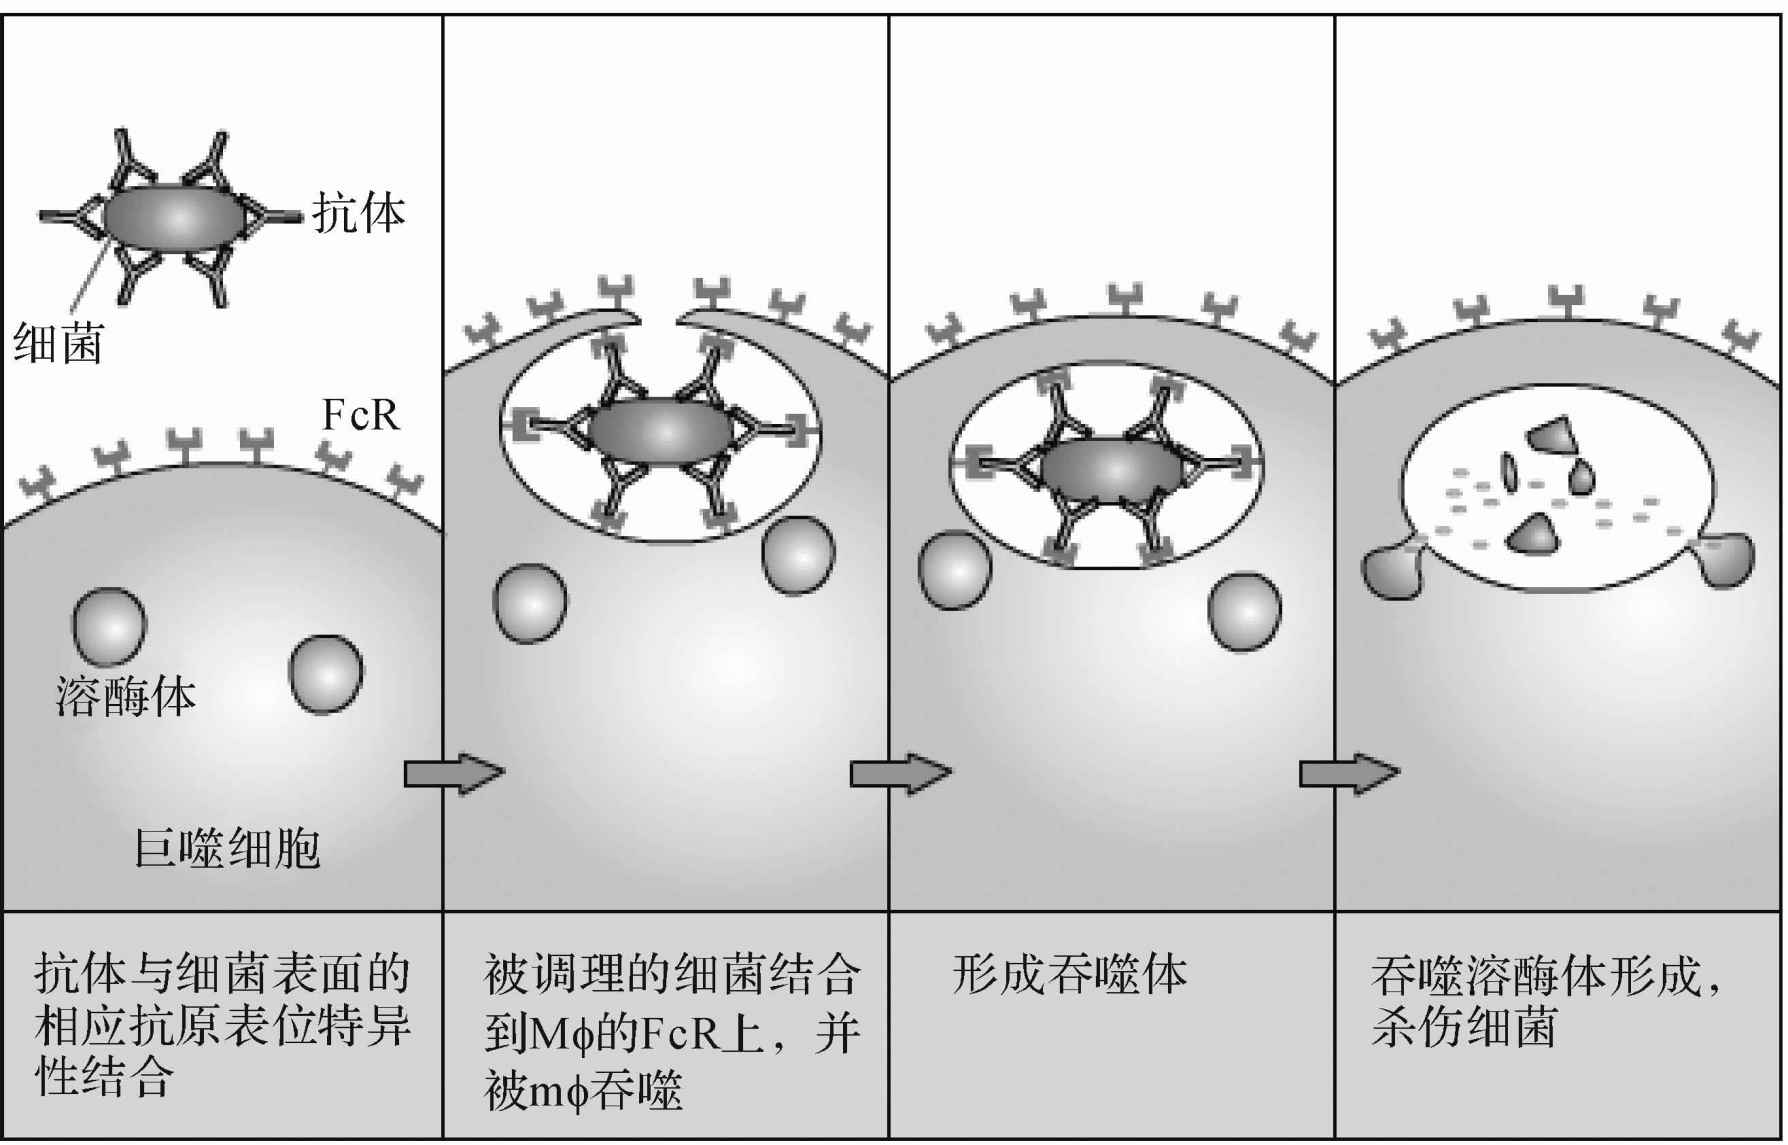 抗体
细菌
FcR
溶酶体
巨噬细胞
抗体与细菌表面的
相应抗原表位特异
性结合
被调理的细菌结合
到Mϕ的FcR上，并
被mϕ吞噬
形成吞噬体
吞噬溶酶体形成，
杀伤细菌